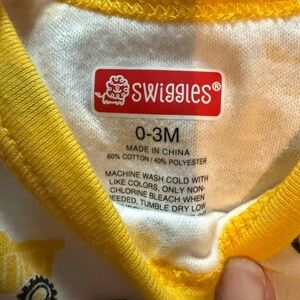 SWIGGLES®
0-3M
MADE IN CHINA
60% COTTON / 40% POLYESTER
MACHINE WASH COLD WITH
LIKE COLORS, ONLY NON-
CHLORINE BLEACH WHEN
NEEDED, TUMBLE DRY LOW